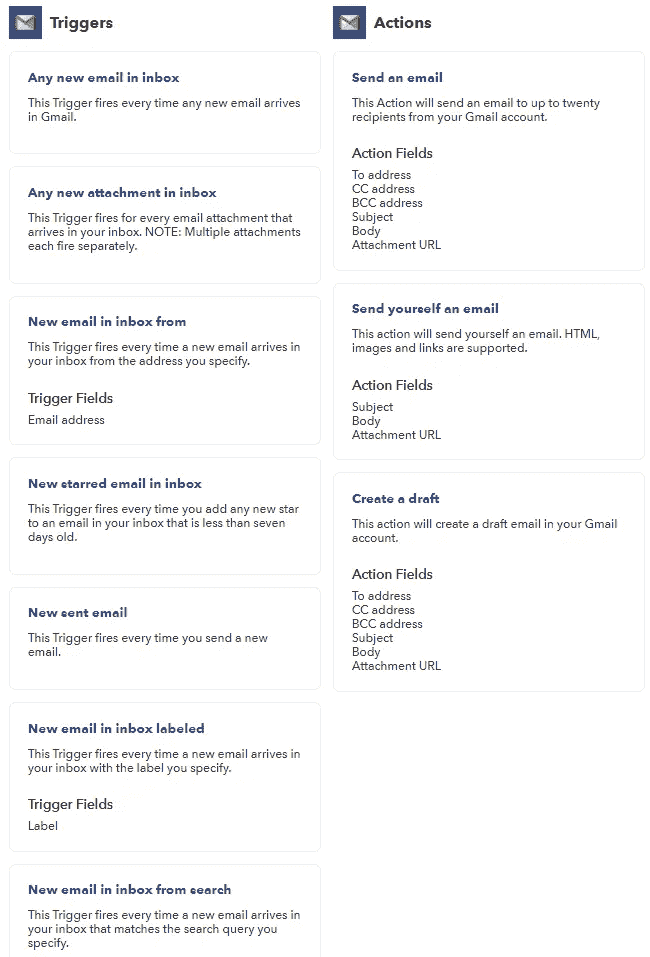 Triggers
Any new email in inbox
This Trigger fires every time any new email arrives
in Gmail.
Any new attachment in inbox
This Trigger fires for every email attachment that
arrives in your inbox. NOTE: Multiple attachments
each fire separately.
New email in inbox from
This Trigger fires every time a new email arrives in
your inbox from the address you specify.
Trigger Fields
Email address
New starred email in inbox
This Trigger fires every time you add any new star
to an email in your inbox that is less than seven
days old.
New sent email
This Trigger fires every time you send a new
email.
New email in inbox labeled
This Trigger fires every time a new email arrives in
your inbox with the label you specify.
Trigger Fields
Label
New email in inbox from search
This Trigger fires every time a new email arrives in
your inbox that matches the search query you
specify.
Actions
Send an email
This Action will send an email to up to twenty
recipients from your Gmail account.
Action Fields
To address
CC address
BCC address
Subject
Body
Attachment URL
Send yourself an email
This action will send yourself an email. HTML,
images and links are supported.
Action Fields
Subject
Body
Attachment URL
Create a draft
This action will create a draft email in your Gmail
account.
Action Fields
To address
CC address
BCC address
Subject
Body
Attachment URL